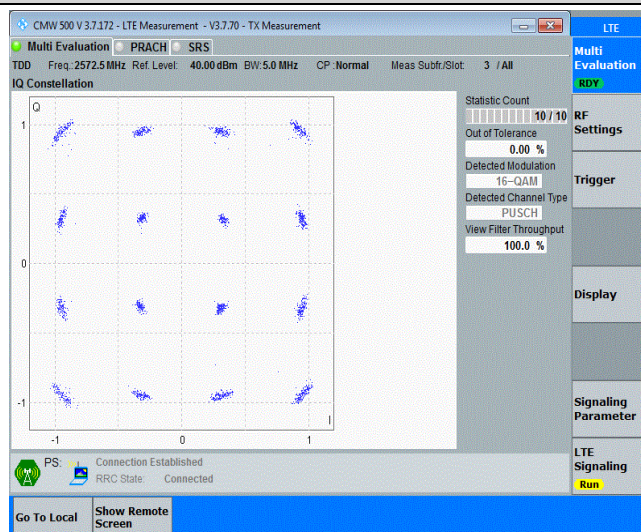 CMW 500 V 3.7.172 - LTE Measurement - V3.7.70 - TX Measurement
LTE
Multi Evaluation PRACH SRS
TDD Freq.:2572.5 MHz Ref. Level: 40.00 dBm BW:5.0 MHz CP :Normal Meas Subfr./Slot: 3 / All
IQ Constellation
Q
1
0
-1
-1 0 1
I
Statistic Count
10 / 10
Out of Tolerance
0.00 %
Detected Modulation
16-QAM
Detected Channel Type
PUSCH
View Filter Throughput
100.0 %
Multi
Evaluation
RDY
RF
Settings
Trigger
Display
Signaling
Parameter
LTE
Signaling
Run
PS: Connection Established
RRC State: Connected
Go To Local
Show Remote
Screen